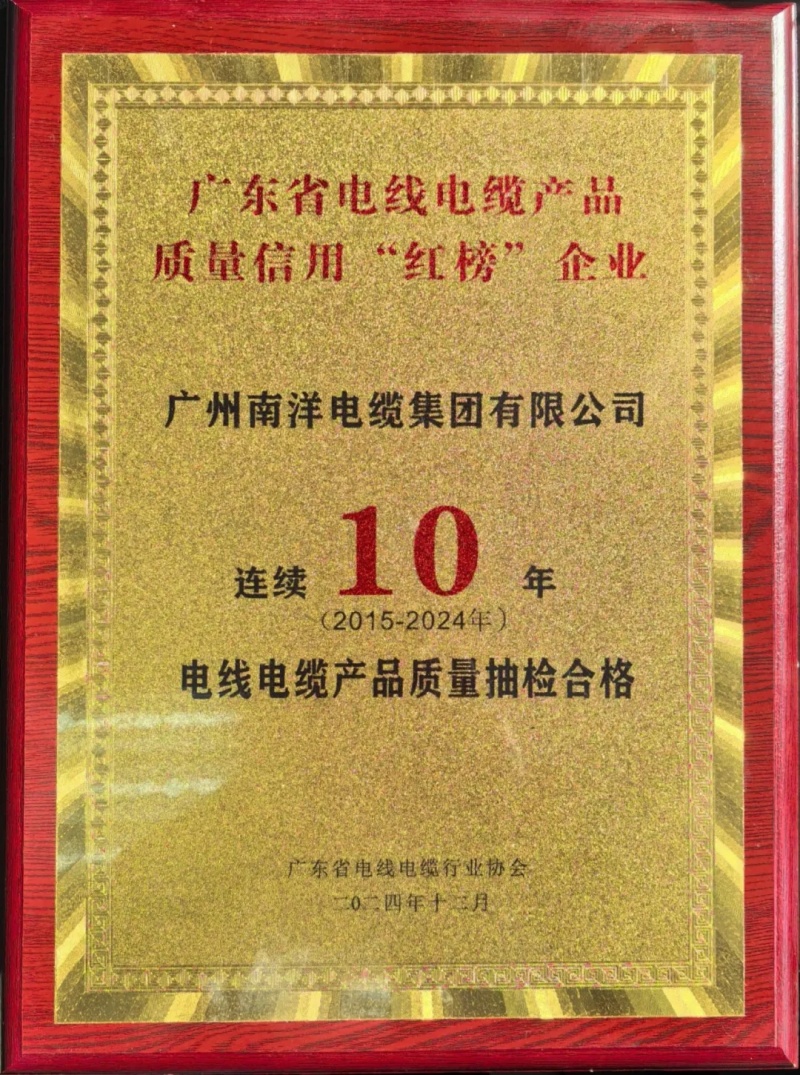 广东省电线电缆产品
质量信用“红榜”企业
广州南洋电缆集团有限公司
连续 10 年
(2015-2024年)
电线电缆产品质量抽检合格
广东省电线电缆行业协会
二0二四年十二月